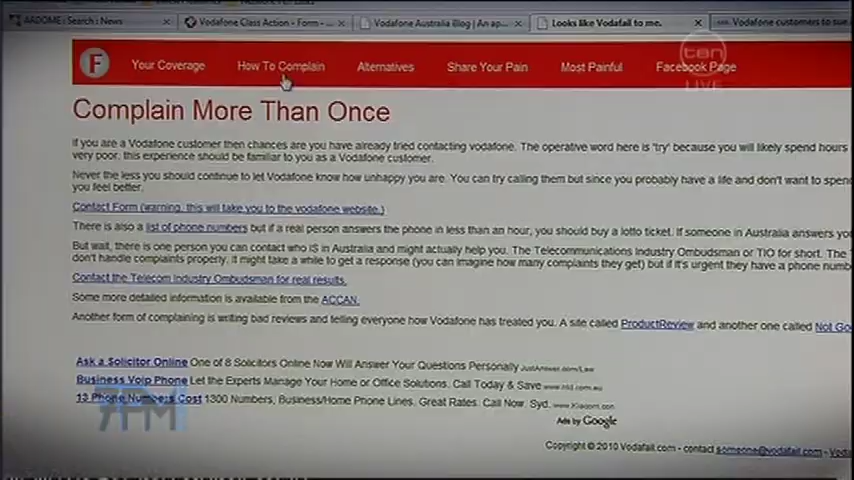 ARDOME : Search : News
Vodafone Class Action - Form - ...
Vodafone Australia Blog | An ap...
Looks like Vodafail to me.
Vodafone customers to sue
ten
LIVE
F
Your Coverage
How To Complain
Alternatives
Share Your Pain
Most Painful
Facebook Page
Complain More Than Once
If you are a Vodafone customer then chances are you have already tried contacting vodafone. The operative word here is 'try' because you will likely spend hours
very poor, this experience should be familiar to you as a Vodafone customer.
Never the less you should continue to let Vodafone know how unhappy you are. You can try calling them but since you probably have a life and don't want to spend
you feel better.
Contact Form (warning, this will take you to the vodafone website.)
There is also a list of phone numbers but if a real person answers the phone in less than an hour, you should buy a lotto ticket. If someone in Australia answers you
But wait, there is one person you can contact who IS in Australia and might actually help you. The Telecommunications Industry Ombudsman or TIO for short. The
don't handle complaints properly, it might take a while to get a response (you can imagine how many complaints they get) but if it's urgent they have a phone numb
Contact the Telecom Industry Ombudsman for real results.
Some more detailed information is available from the ACCAN.
Another form of complaining is writing bad reviews and telling everyone how Vodafone has treated you. A site called ProductReview and another one called Not Go
Ask a Solicitor Online One of 8 Solicitors Online Now Will Answer Your Questions Personally JustAnswer.com/Law
Business Voip Phone Let the Experts Manage Your Home or Office Solutions. Call Today & Save
13 Phone Numbers Cost 1300 Numbers, Business/Home Phone Lines. Great Rates. Call Now. Syd.
7PM
Ads by Google
Copyright © 2010 Vodafail.com - contact someone@vodafail.com - Voda